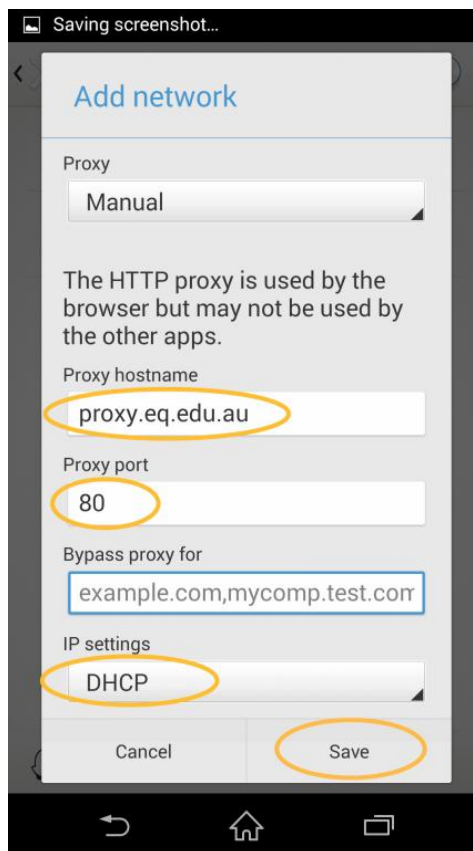 Saving screenshot...
Add network
Proxy
Manual
The HTTP proxy is used by the
browser but may not be used by
the other apps.
Proxy hostname
proxy.eq.edu.au
Proxy port
80
Bypass proxy for
example.com,mycomp.test.com
IP settings
DHCP
Cancel
Save